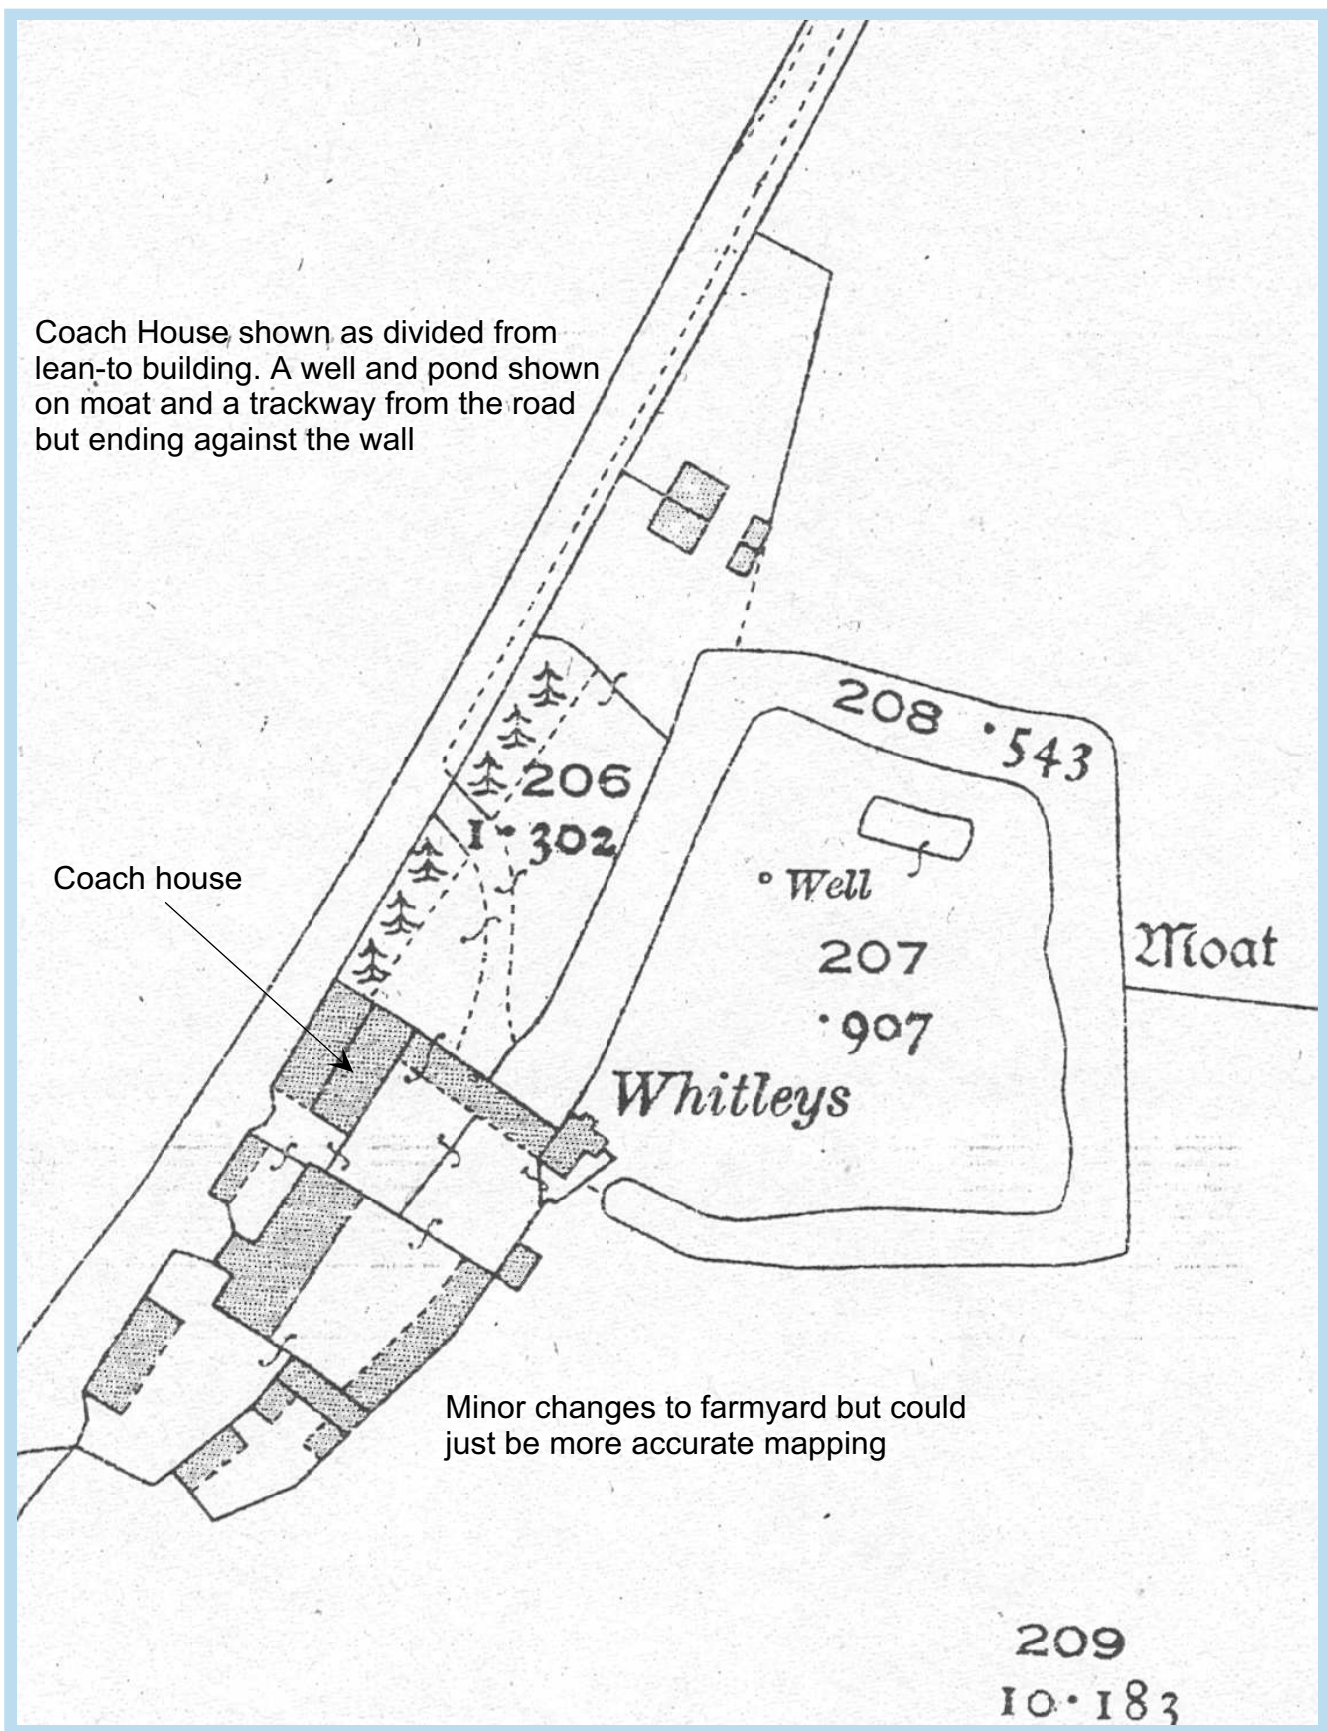 Coach House shown as divided from
lean-to building. A well and pond shown
on moat and a trackway from the road
but ending against the wall
208 ·543
206
1·302
Coach house
Well
207
·907
Moat
Whitleys
Minor changes to farmyard but could
just be more accurate mapping
209
10·183